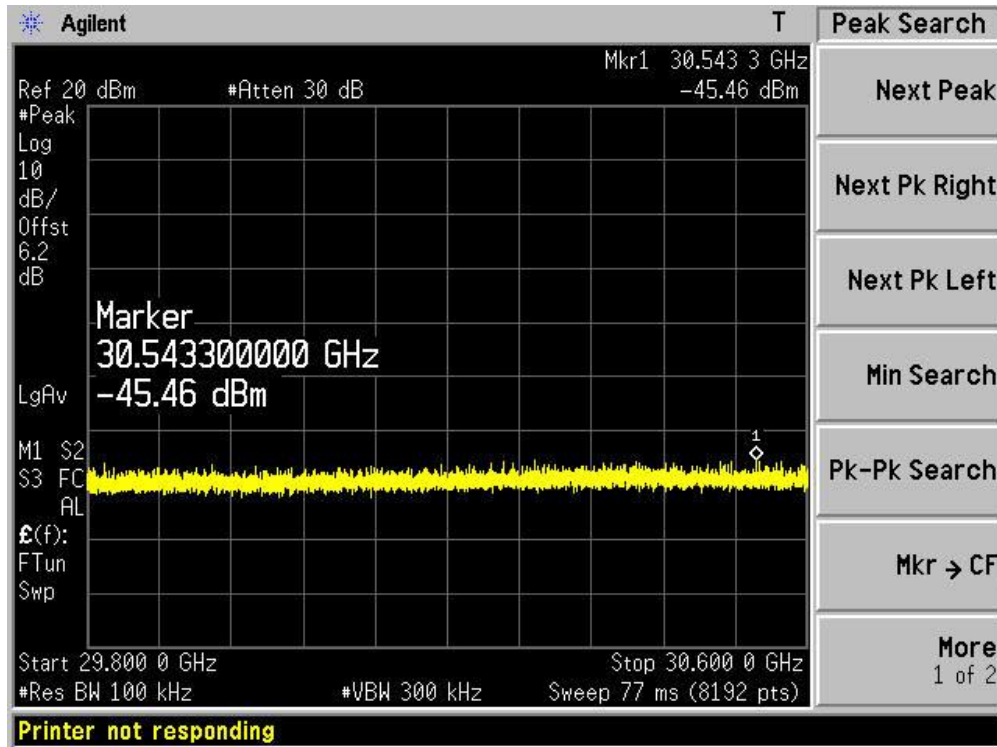 Agilent T Peak Search
Mkr1 30.543 3 GHz
Ref 20 dBm #Atten 30 dB -45.46 dBm
#Peak
Log
10
dB/
Offst
6.2
dB
Marker
30.543300000 GHz
-45.46 dBm
LgAv
1
M1 S2
S3 FC
AL
£(f):
FTun
Swp
Start 29.800 0 GHz Stop 30.600 0 GHz
#Res BW 100 kHz #VBW 300 kHz Sweep 77 ms (8192 pts)
Printer not responding
Next Peak
Next Pk Right
Next Pk Left
Min Search
Pk-Pk Search
Mkr → CF
More
1 of 2